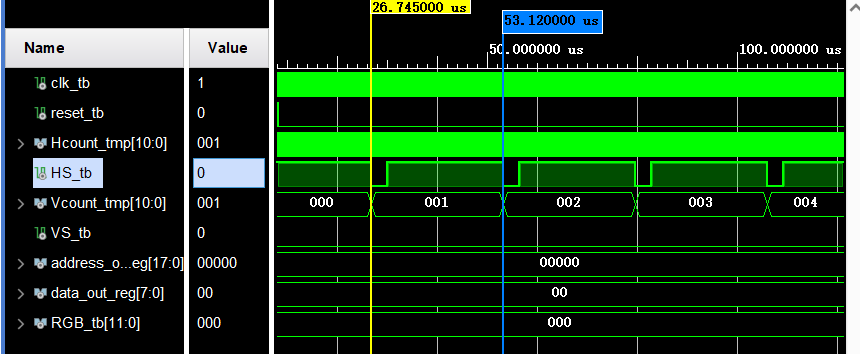 26.745000 us
53.120000 us
Name Value
50.000000 us 100.000000 us
clk_tb 1
reset_tb 0
Hcount_tmp[10:0] 001
HS_tb 0
Vcount_tmp[10:0] 001 000 001 002 003 004
VS_tb 0
address_o...eg[17:0] 00000 00000
data_out_reg[7:0] 00 00
RGB_tb[11:0] 000 000